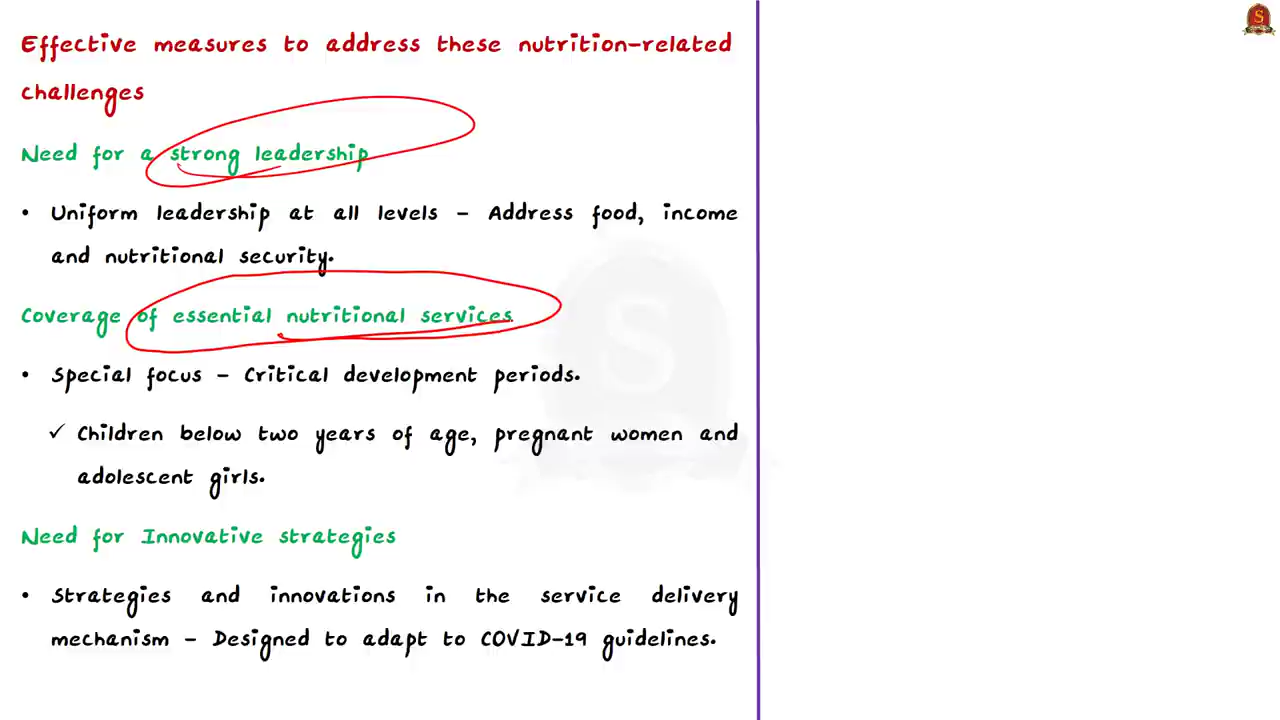 Effective measures to address these nutrition-related
challenges
Need for a strong leadership
• Uniform leadership at all levels – Address food, income
and nutritional security.
Coverage of essential nutritional services.
• Special focus – Critical development periods.
✓ Children below two years of age, pregnant women and
adolescent girls.
Need for Innovative strategies
• Strategies and innovations in the service delivery
mechanism – Designed to adapt to COVID-19 guidelines.
S
S